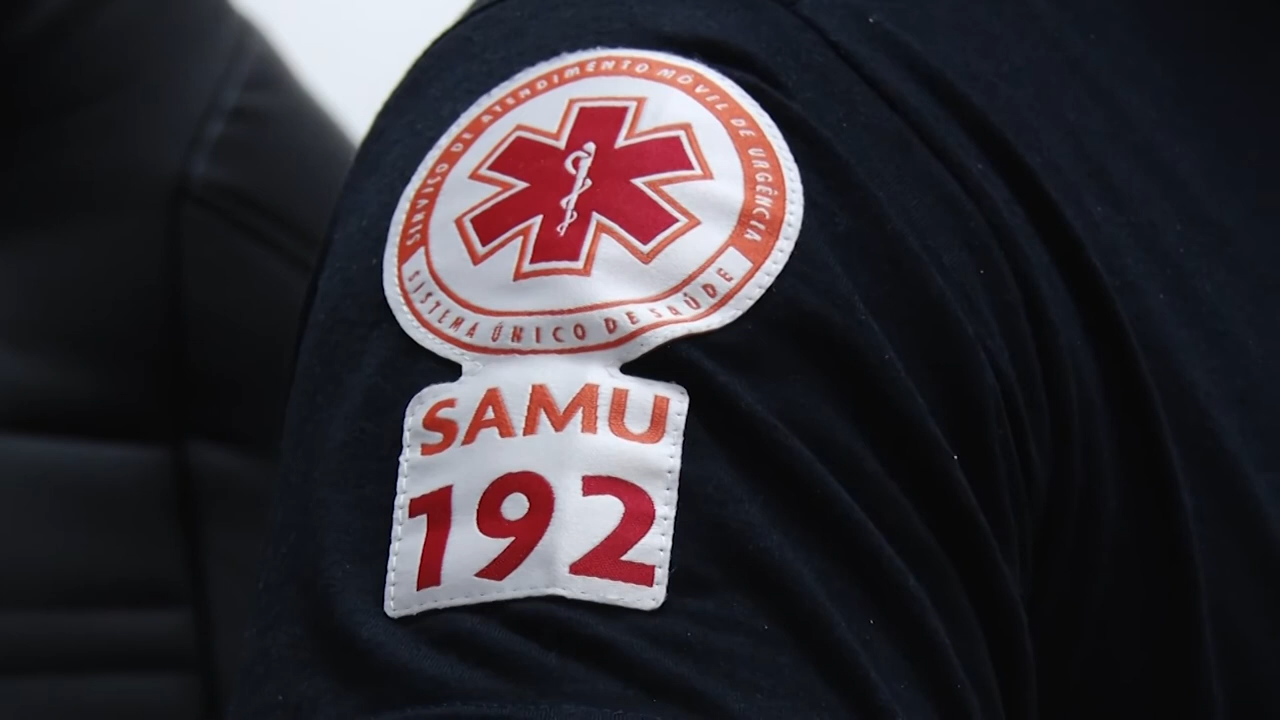 SERVIÇO DE ATENDIMENTO MÓVEL DE URGÊNCIA
SISTEMA ÚNICO DE SAÚDE
SAMU
192